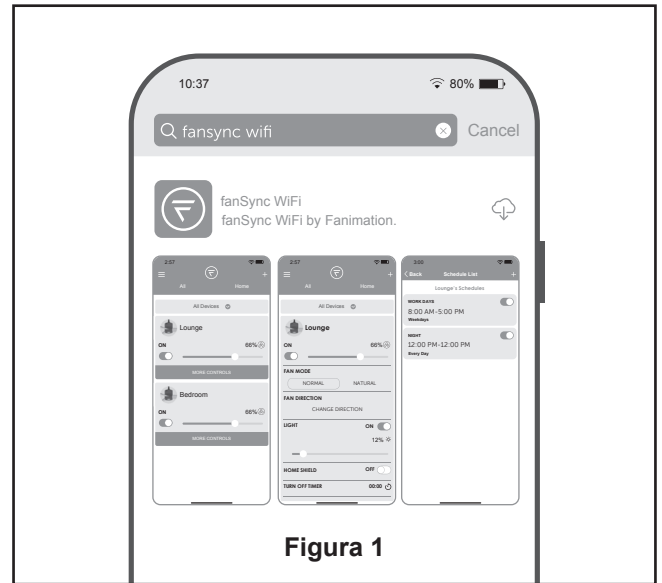 10:37
80%
fansync wifi
Cancel
fanSync WiFi
fanSync WiFi by Fanimation.
2:57
All Home
All Devices
Lounge
ON 66%
MORE CONTROLS
Bedroom
ON 66%
MORE CONTROLS
2:57
All Home
All Devices
Lounge
ON 66%
FAN MODE
NORMAL NATURAL
FAN DIRECTION
CHANGE DIRECTION
LIGHT ON
12%
HOME SHIELD OFF
TURN OFF TIMER 00:00
3:00
Back Schedule List
Lounge's Schedules
WORK DAYS
8:00 AM-5:00 PM
Weekdays
NIGHT
12:00 PM-12:00 PM
Every Day
Figura 1